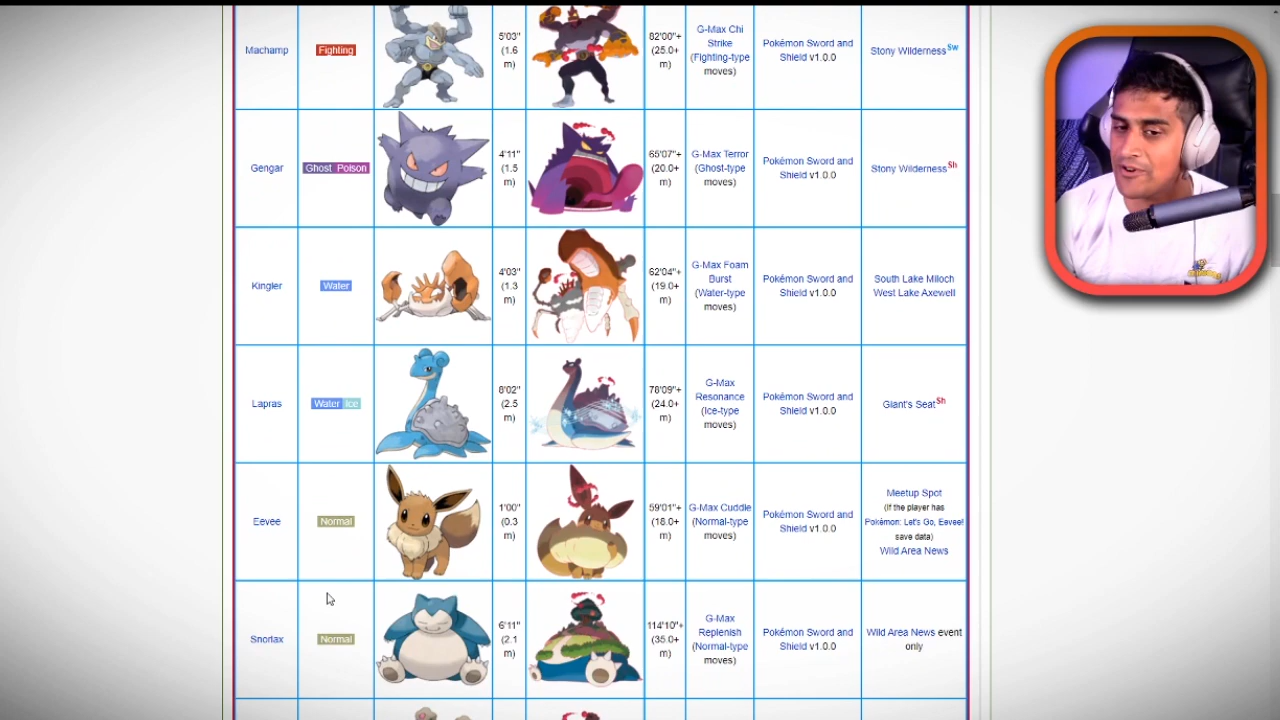 Machamp
Fighting
5'03"
(1.6
m)
82'00"+
(25.0+
m)
G-Max Chi
Strike
(Fighting-type
moves)
Pokémon Sword and
Shield v1.0.0
Stony WildernessSw
Gengar
Ghost Poison
4'11"
(1.5
m)
65'07"+
(20.0+
m)
G-Max Terror
(Ghost-type
moves)
Pokémon Sword and
Shield v1.0.0
Stony WildernessSh
Kingler
Water
4'03"
(1.3
m)
62'04"+
(19.0+
m)
G-Max Foam
Burst
(Water-type
moves)
Pokémon Sword and
Shield v1.0.0
South Lake Miloch
West Lake Axewell
Lapras
Water Ice
8'02"
(2.5
m)
78'09"+
(24.0+
m)
G-Max
Resonance
(Ice-type
moves)
Pokémon Sword and
Shield v1.0.0
Giant's SeatSh
Eevee
Normal
1'00"
(0.3
m)
59'01"+
(18.0+
m)
G-Max Cuddle
(Normal-type
moves)
Pokémon Sword and
Shield v1.0.0
Meetup Spot
(If the player has
Pokémon: Let's Go, Eevee!
save data)
Wild Area News
Snorlax
Normal
6'11"
(2.1
m)
114'10"+
(35.0+
m)
G-Max
Replenish
(Normal-type
moves)
Pokémon Sword and
Shield v1.0.0
Wild Area News event
only